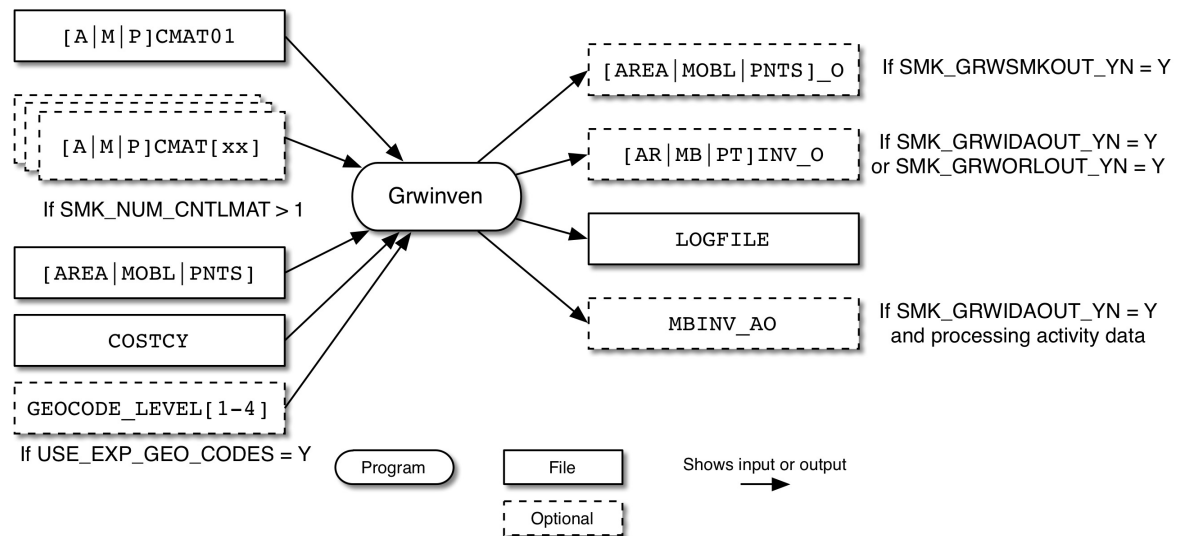 [A|M|P]CMAT01
[A|M|P]CMAT[xx]
If SMK_NUM_CNTLMAT > 1
[AREA|MOBL|PNTS]
COSTCY
GEOCODE_LEVEL[1-4]
If USE_EXP_GEO_CODES = Y
Grwinven
[AREA|MOBL|PNTS]_O
If SMK_GRWSMKOUT_YN = Y
[AR|MB|PT]INV_O
If SMK_GRWIDAOUT_YN = Y
or SMK_GRWORLOUT_YN = Y
LOGFILE
MBINV_AO
If SMK_GRWIDAOUT_YN = Y
and processing activity data
Program
File
Shows input or output
Optional